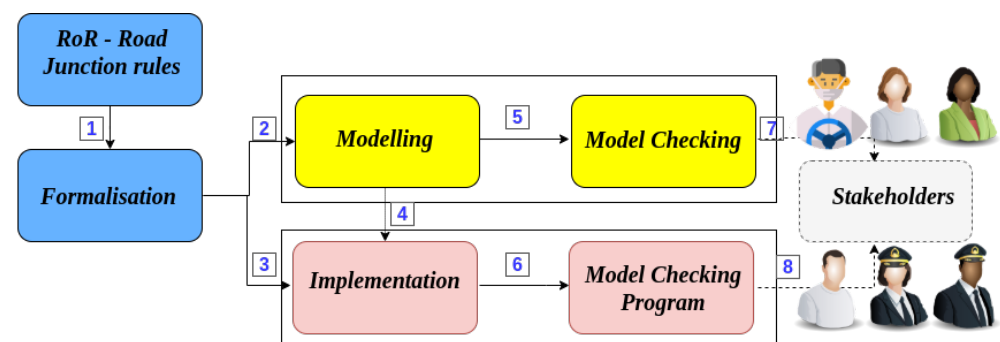 RoR - Road
Junction rules
1
Formalisation
2
Modelling
5
Model Checking
7
Stakeholders
4
3
Implementation
6
Model Checking
Program
8